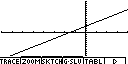 TRACE ZOOM SKTCH G-SLV TABL D